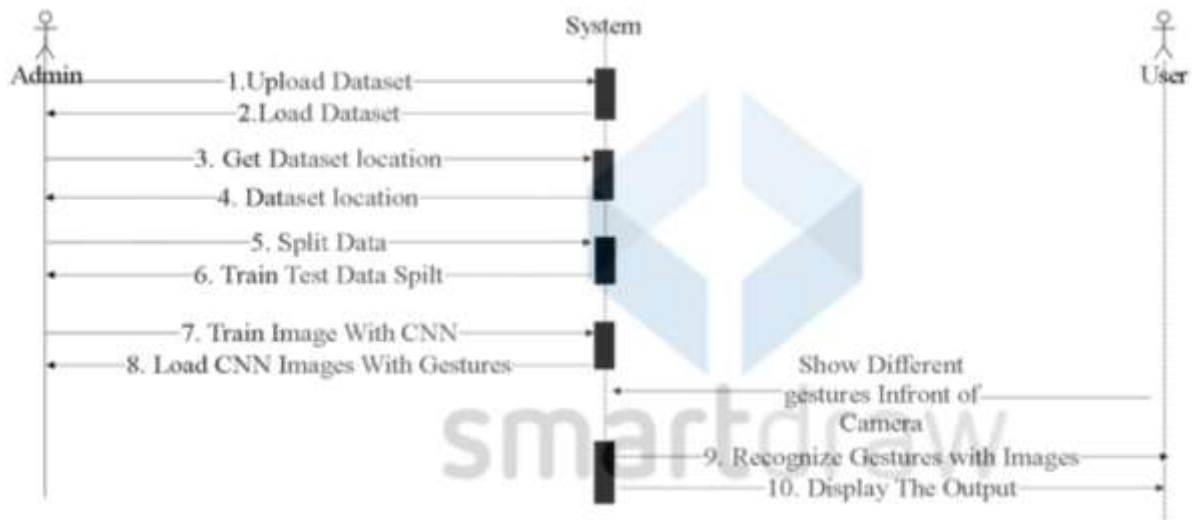 System
Admin
User
1.Upload Dataset
2.Load Dataset
3. Get Dataset location
4. Dataset location
5. Split Data
6. Train Test Data Spilt
7. Train Image With CNN
8. Load CNN Images With Gestures
Show Different
gestures Infront of
Camera
smartdraw
9. Recognize Gestures with Images
10. Display The Output